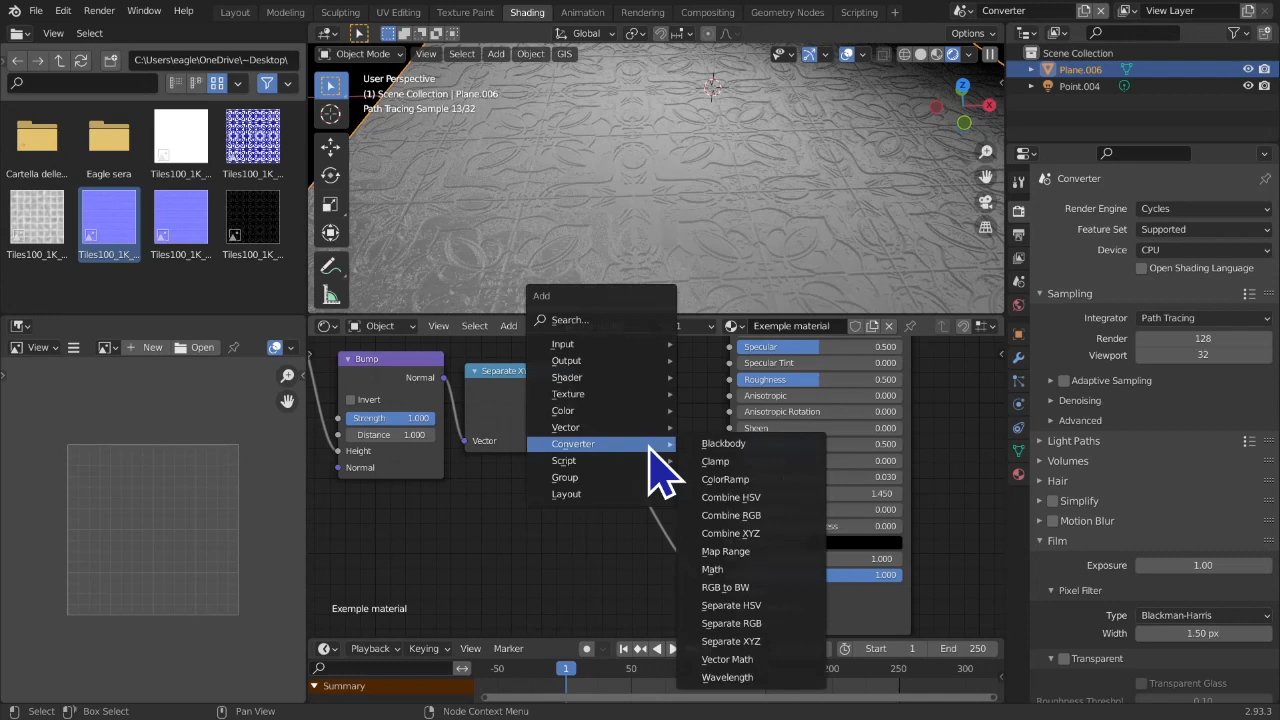 File Edit Render Window Help Layout Modeling Sculpting UV Editing Texture Paint Shading Animation Rendering Compositing Geometry Nodes Scripting + Converter View Layer
View Select
Object Mode View Select Add Object GIS Global Options
C:\Users\eagle\OneDrive\~Desktop\
Cartella delle... Eagle sera Tiles100_1K_... Tiles100_1K_...
Tiles100_1K_... Tiles100_1K_... Tiles100_1K_... Tiles100_1K_...
User Perspective
(1) Scene Collection | Plane.006
Path Tracing Sample 13/32
X
Z
Scene Collection
Plane.006
Point.004
Converter
Render Engine Cycles
Feature Set Supported
Device CPU
Open Shading Language
Sampling
Integrator Path Tracing
Render 128
Viewport 32
Adaptive Sampling
Denoising
Advanced
Light Paths
Volumes
Hair
Simplify
Motion Blur
Film
Exposure 1.00
Pixel Filter
Type Blackman-Harris
Width 1.50 px
Transparent
Transparent Glass
Roughness Threshold 0.10
View New Open
Object View Select Add 1 Exemple material
Bump
Normal
Invert
Strength 1.000
Distance 1.000
Height
Normal
Separate XY
Vector
Exemple material
Add
Search...
Input
Output
Shader
Texture
Color
Vector
Converter
Script
Group
Layout
Blackbody
Clamp
ColorRamp
Combine HSV
Combine RGB
Combine XYZ
Map Range
Math
RGB to BW
Separate HSV
Separate RGB
Separate XYZ
Vector Math
Wavelength
Specular 0.500
Specular Tint 0.000
Roughness 0.500
Anisotropic 0.000
Anisotropic Rotation 0.000
Sheen 0.000
0.500
0.000
0.030
1.450
0.000
ess 0.000
1.000
1.000
Playback Keying View Marker Start 1 End 250
-50 1 50 200 250 300
Summary
Select Box Select Pan View Node Context Menu 2.93.3